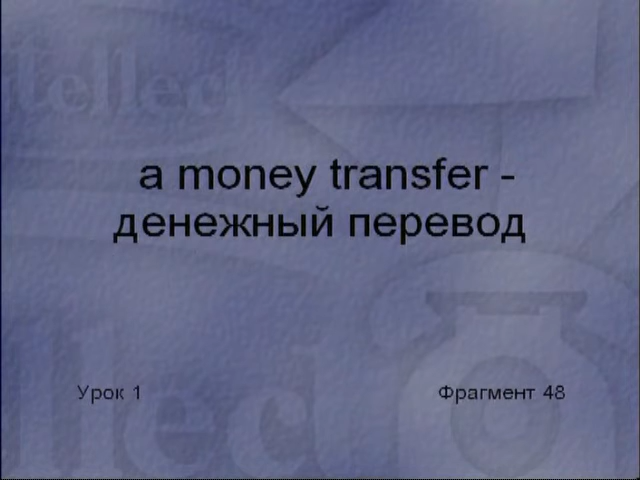 a money transfer -
денежный перевод
Урок 1
Фрагмент 48